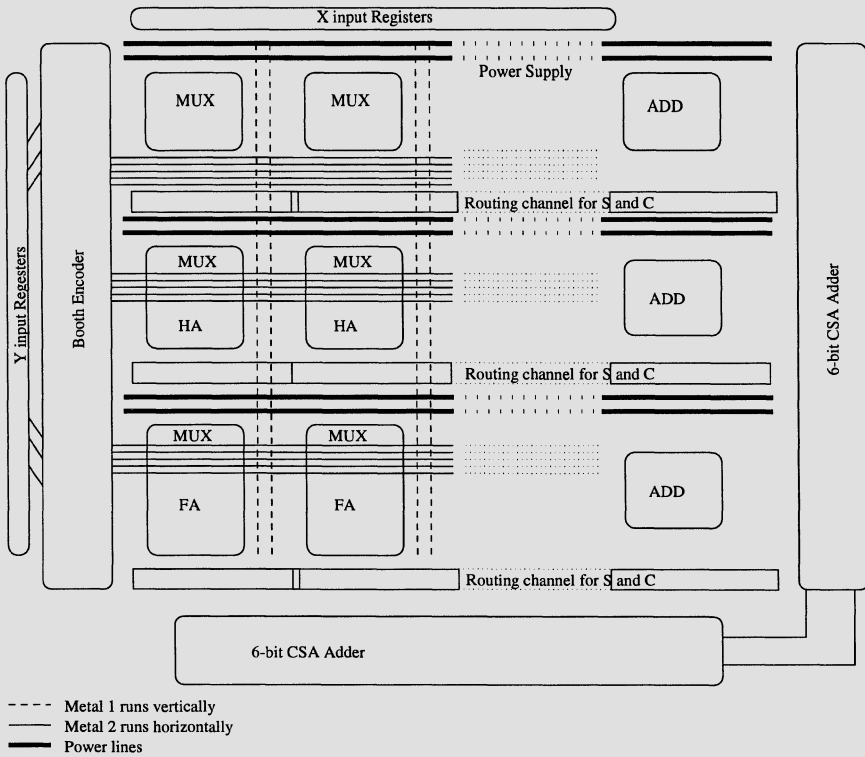 X input Registers
Power Supply
MUX
MUX
ADD
Routing channel for S and C
Y input Regesters
Booth Encoder
6-bit CSA Adder
MUX
MUX
HA
HA
ADD
Routing channel for S and C
MUX
MUX
FA
FA
ADD
Routing channel for S and C
6-bit CSA Adder
Metal 1 runs vertically
Metal 2 runs horizontally
Power lines